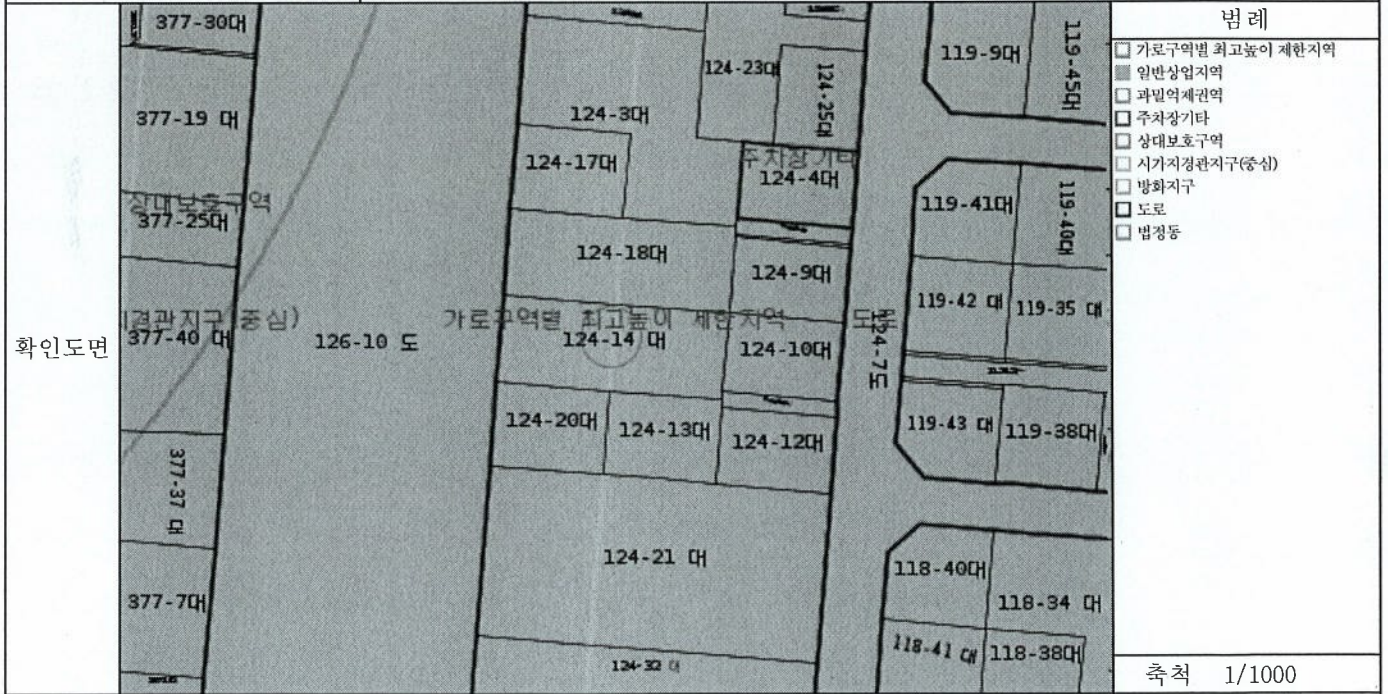 확인도면
377-30대
377-19 대
상대보호구역
377-25대
시가지경관지구(중심)
377-40 대
377-37 대
377-7대
126-10 도
124-3대
124-23대
124-25대
124-17대
주차장기타
124-4대
124-18대
124-9대
가로구역별 최고높이 제한지역
도로
124-14 대
124-10대
124-7도
124-20대
124-13대
124-12대
124-21 대
124-32 대
119-9대
119-45대
119-41대
119-40대
119-42 대
119-35 대
119-43 대
119-38대
118-40대
118-34 대
118-41 대
118-38대
범례
가로구역별 최고높이 제한지역
일반상업지역
과밀억제권역
주차장기타
상대보호구역
시가지경관지구(중심)
방화지구
도로
법정동
축척 1/1000